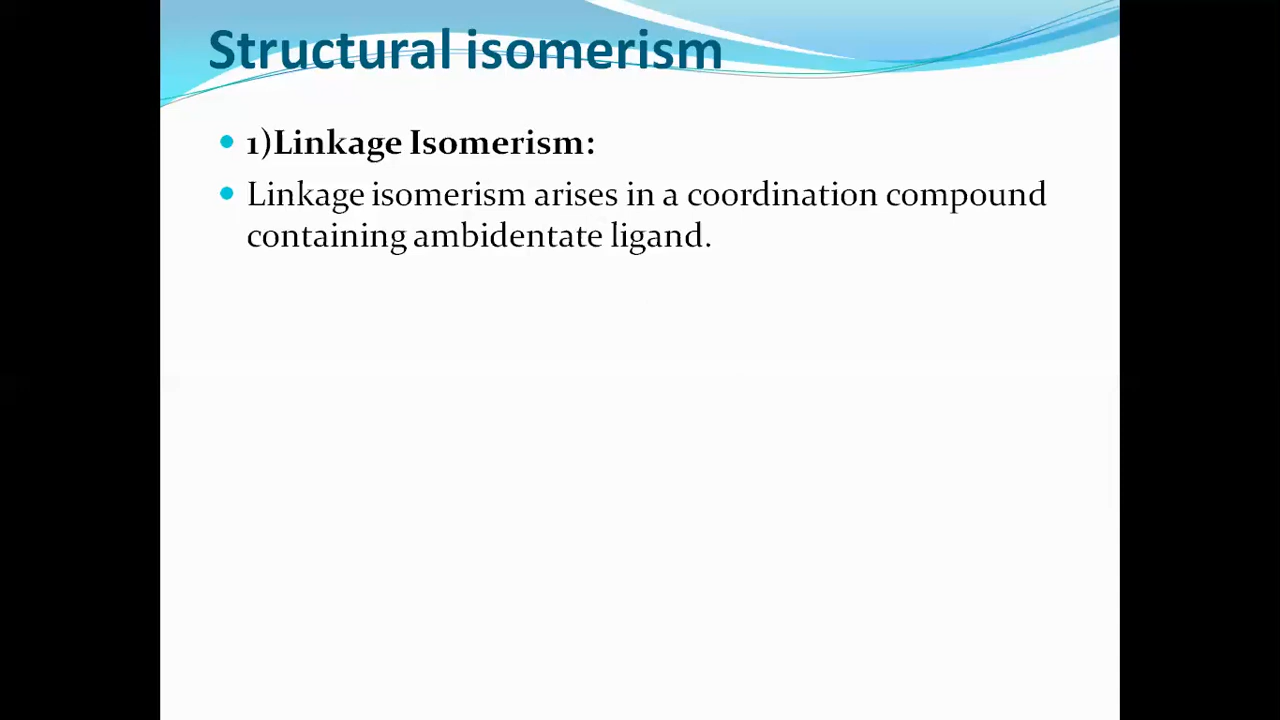 Structural isomerism
• 1)Linkage Isomerism:
• Linkage isomerism arises in a coordination compound
containing ambidentate ligand.